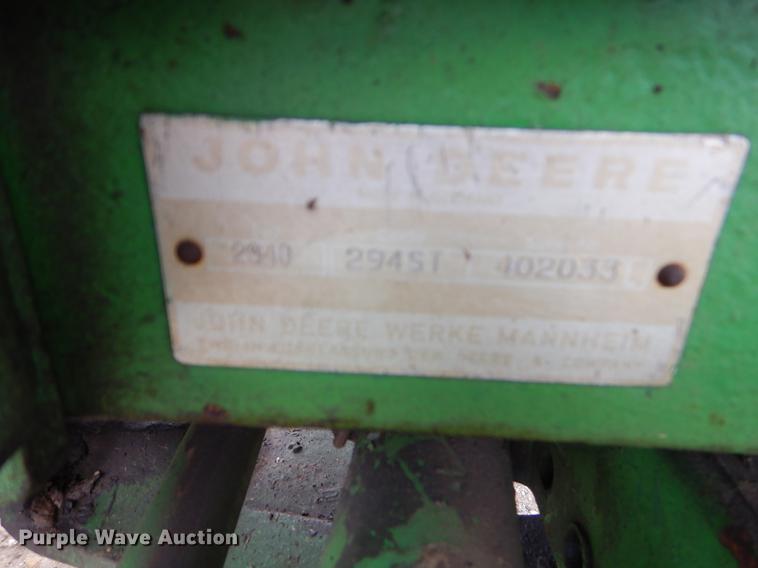 JOHN DEERE
2940 294ST 402033
JOHN DEERE WERKE MANNHEIM
Purple Wave Auction